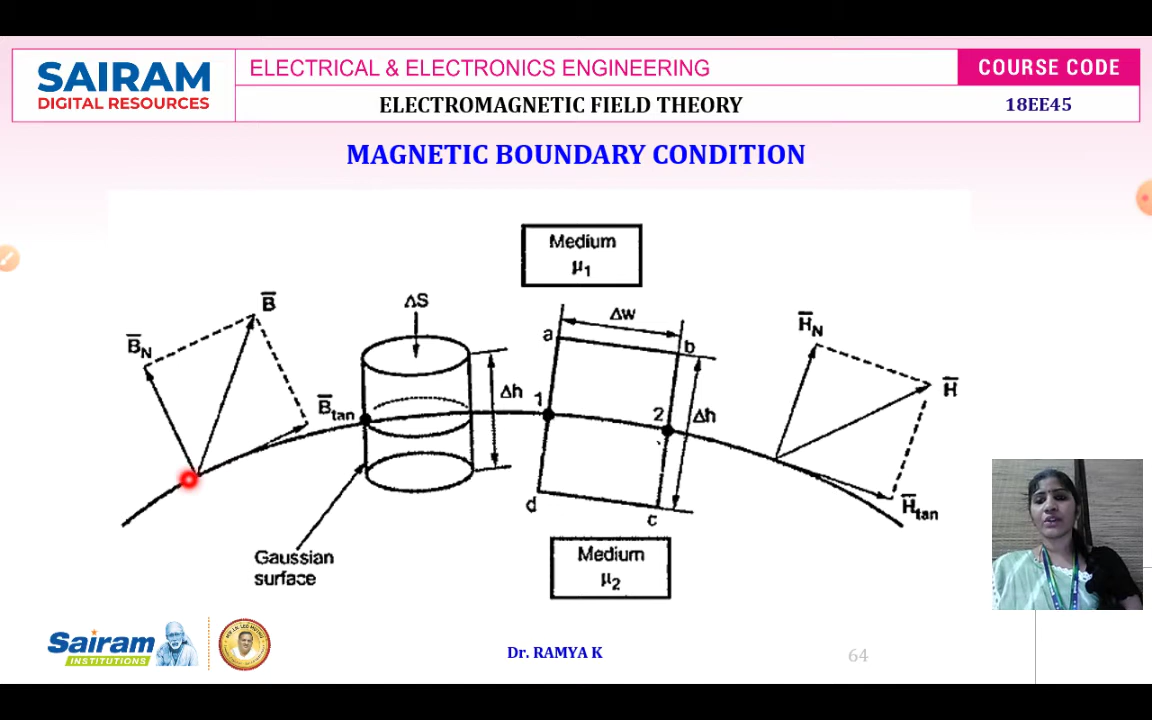 SAIRAM
DIGITAL RESOURCES
ELECTRICAL & ELECTRONICS ENGINEERING
COURSE CODE
ELECTROMAGNETIC FIELD THEORY
18EE45
MAGNETIC BOUNDARY CONDITION
Medium
μ1
B̅
B̅N
B̅tan
ΔS
Δh
Δw
a
b
1
2
Δh
d
c
H̅N
H̅
H̅tan
Gaussian
surface
Medium
μ2
Sairam
INSTITUTIONS
Dr. RAMYA K
64